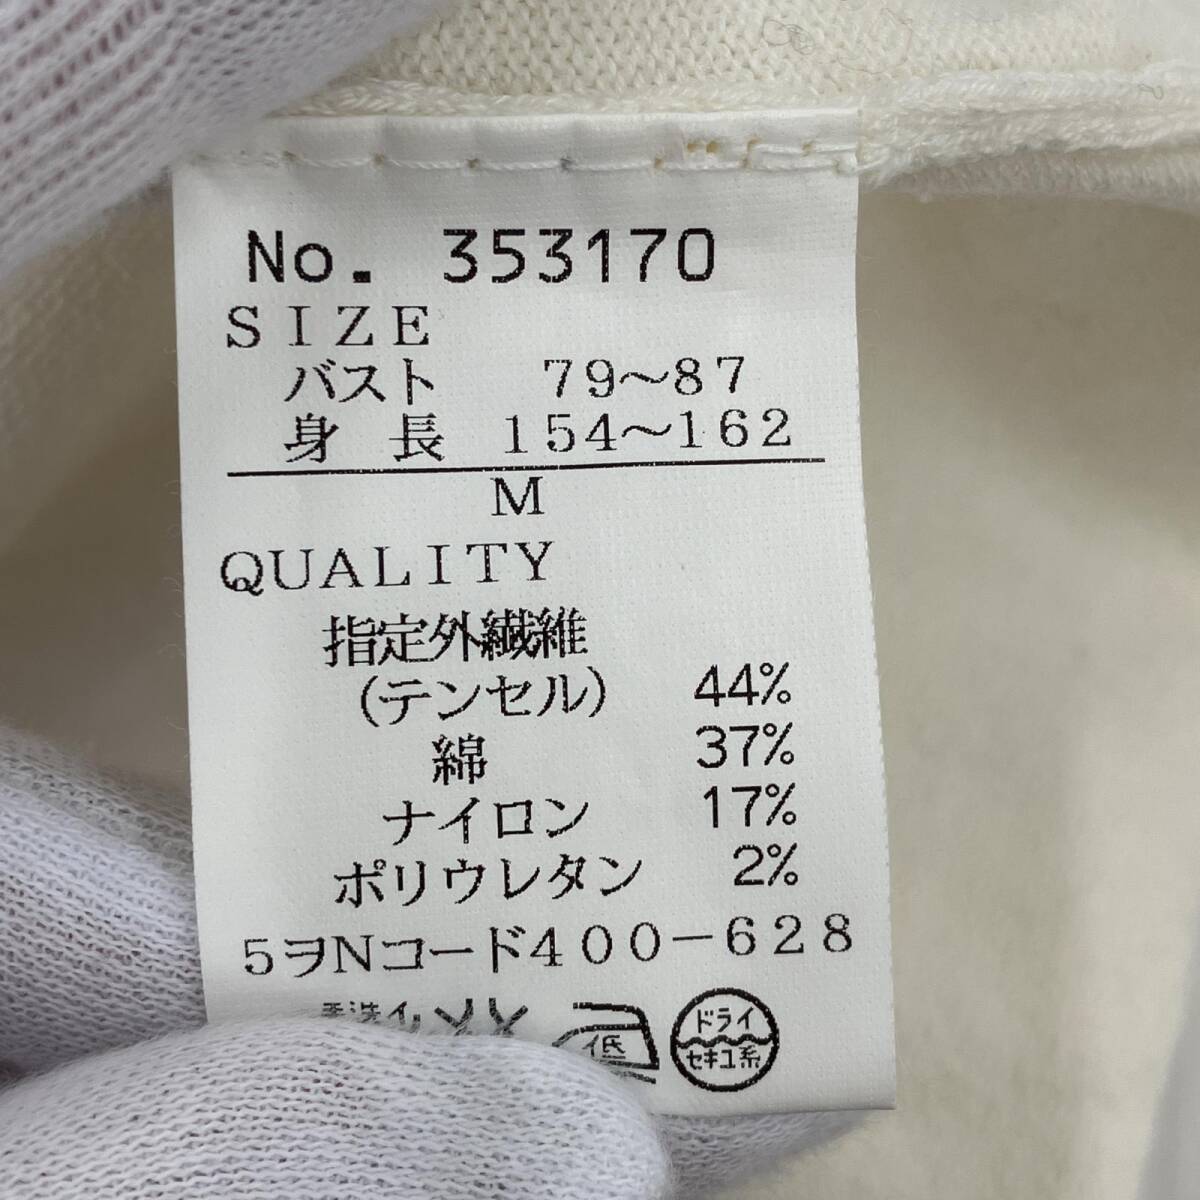 No. 353170
SIZE
バスト 79～87
身 長 154～162
M
QUALITY
指定外繊維
(テンセル) 44%
綿 37%
ナイロン 17%
ポリウレタン 2%
5ヲNコード400-628
低
ドライ
セキユ系